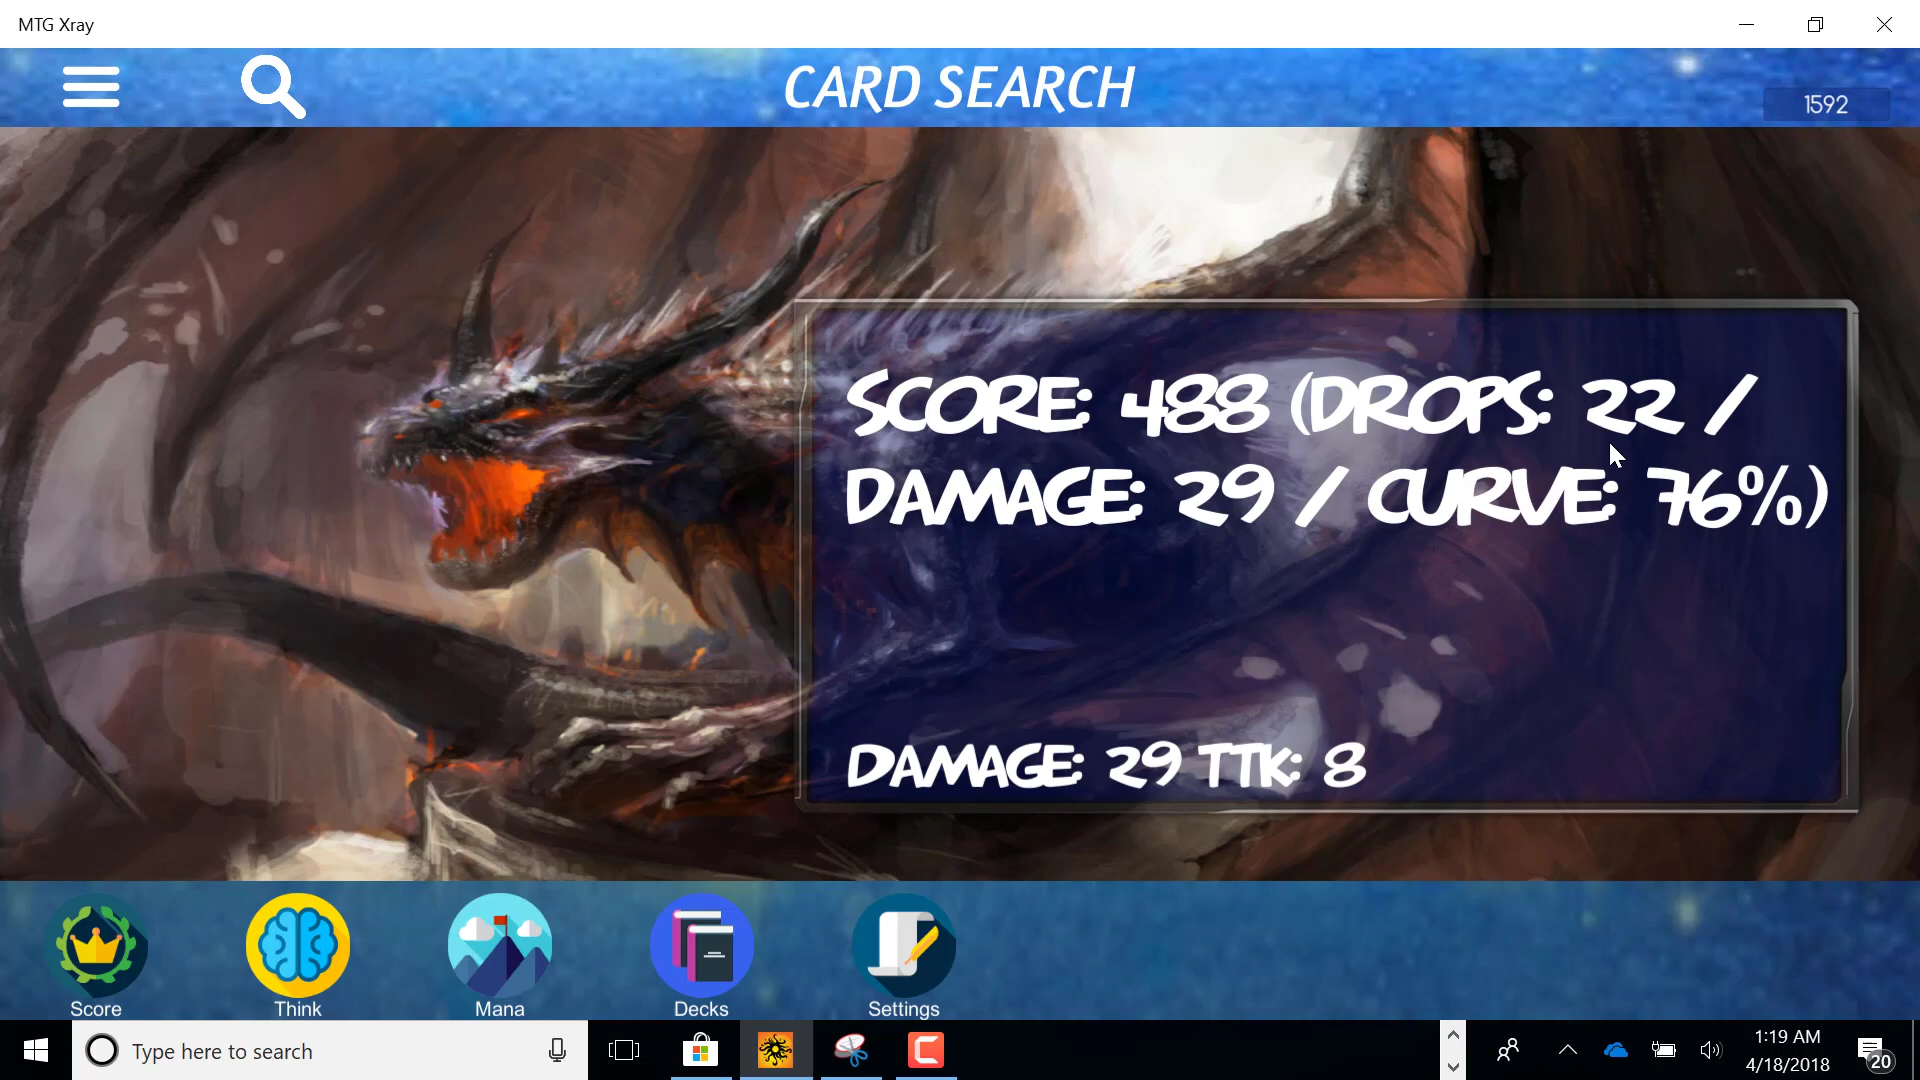 MTG Xray
CARD SEARCH
1592
SCORE: 488 (DROPS: 22 /
DAMAGE: 29 / CURVE: 76%)
DAMAGE: 29 TTK: 8
Score
Think
Mana
Decks
Settings
Type here to search
1:19 AM
4/18/2018
20